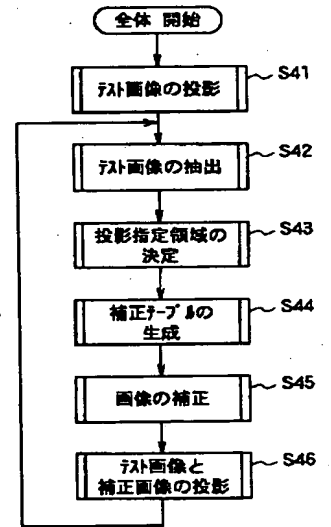 全体 開始
テスト画像の投影
S41
テスト画像の抽出
S42
投影指定領域の
決定
S43
補正テーブルの
生成
S44
画像の補正
S45
テスト画像と
補正画像の投影
S46